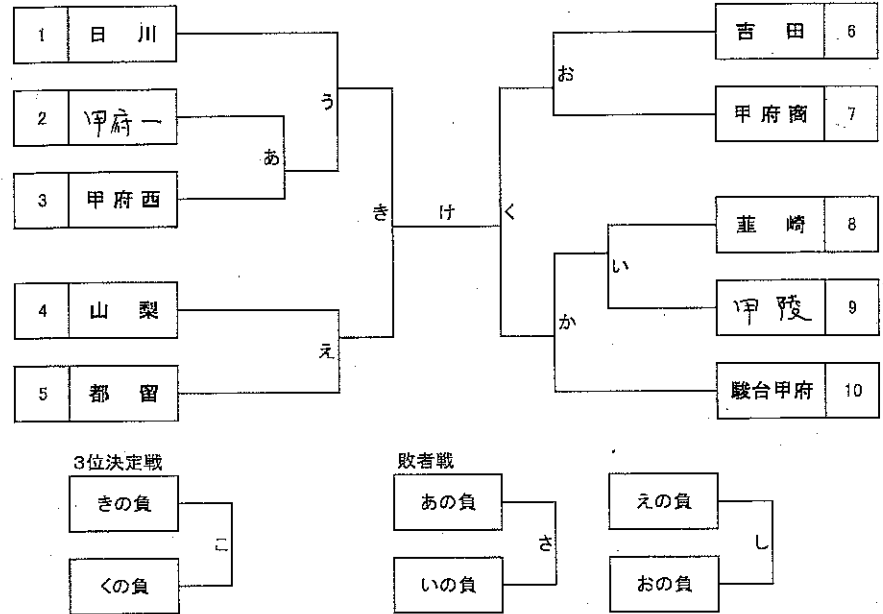 1 日 川
吉 田 6
う
お
2 甲府一
甲 府 商 7
あ
3 甲 府 西
き け く
韮 崎 8
い
4 山 梨
甲 陵 9
か
え
5 都 留
駿台甲府 10
3位決定戦
敗者戦
きの負
あの負
えの負
こ
さ
し
くの負
いの負
おの負